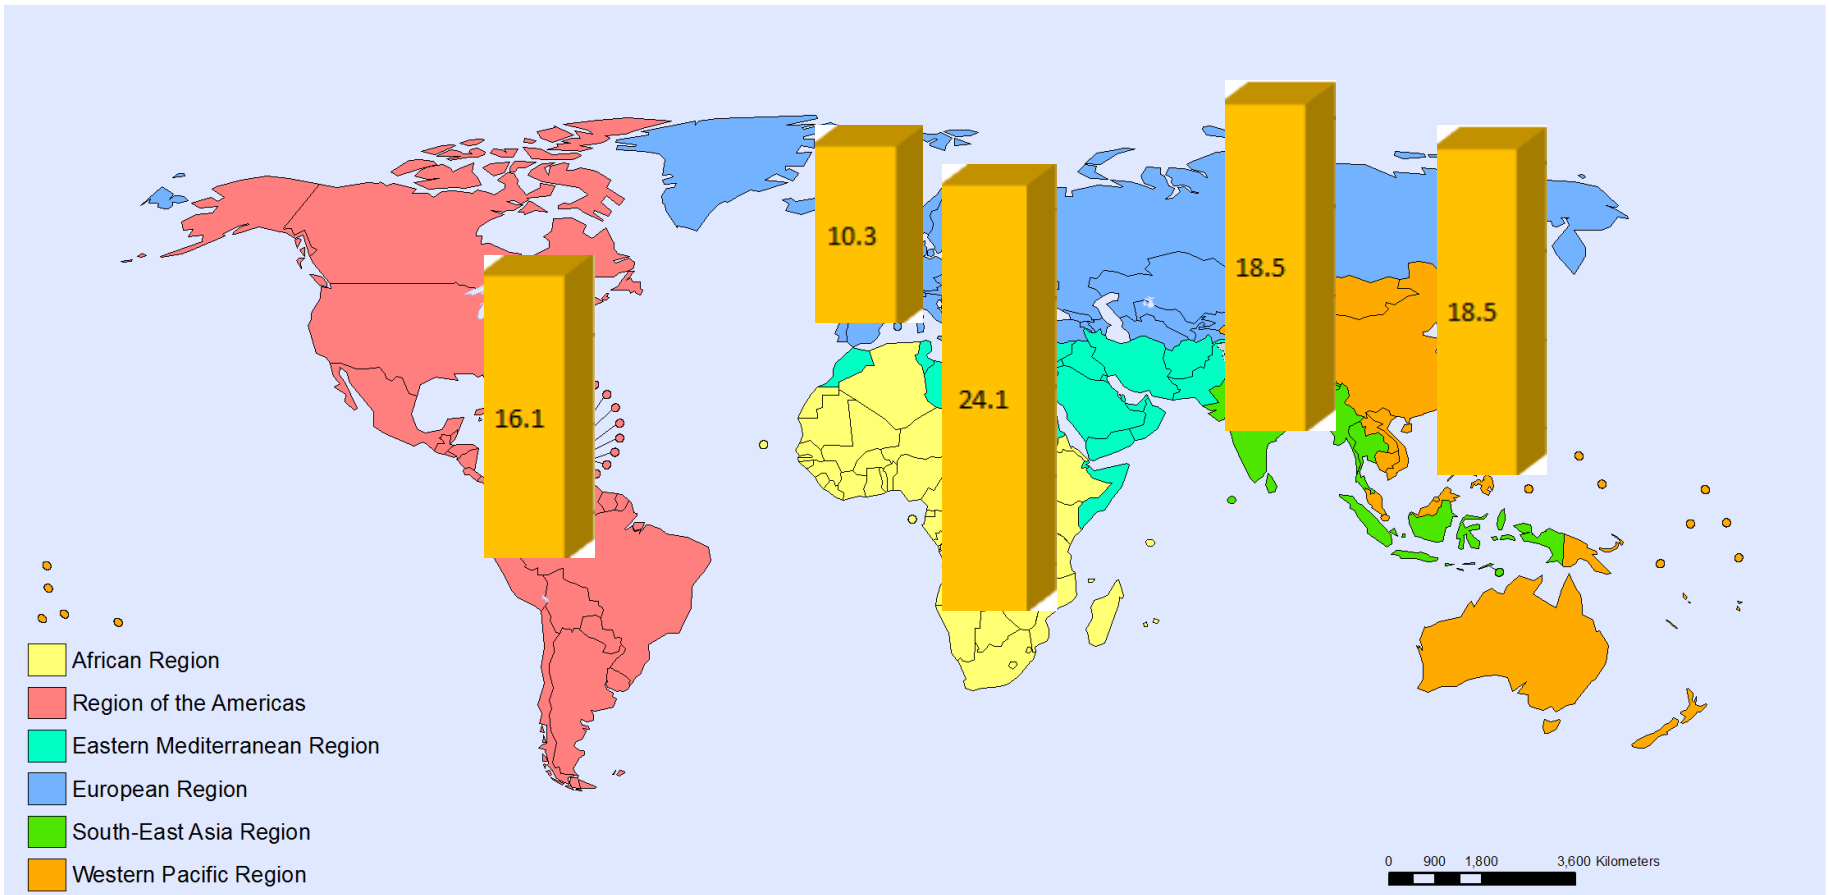 10.3
18.5
18.5
24.1
16.1
African Region
Region of the Americas
Eastern Mediterranean Region
European Region
South-East Asia Region
Western Pacific Region
0 900 1,800 3,600 Kilometers